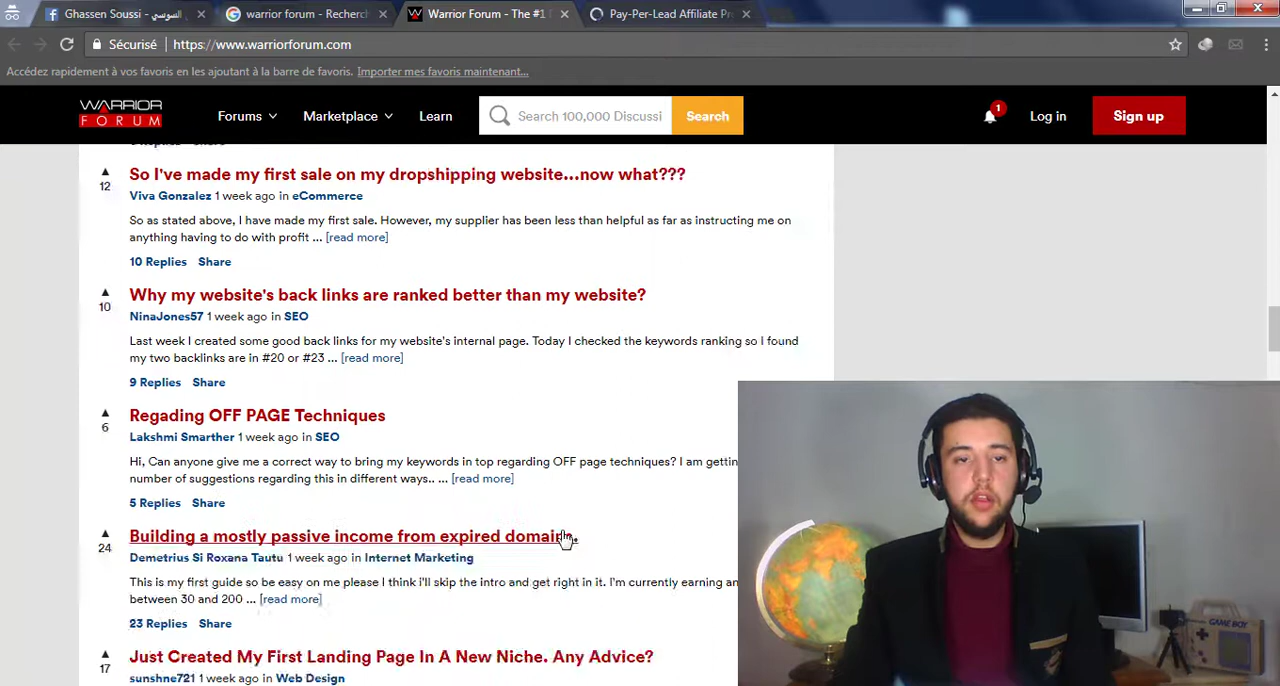 Ghassen Soussi - السوسي
warrior forum - Recherch
Warrior Forum - The #1
Pay-Per-Lead Affiliate Pr
Sécurisé | https://www.warriorforum.com
Accédez rapidement à vos favoris en les ajoutant à la barre de favoris. Importer mes favoris maintenant...
WARRIOR FORUM
Forums Marketplace Learn Search 100,000 Discussi Search 1 Log in Sign up
Share
12 So I've made my first sale on my dropshipping website...now what???
Viva Gonzalez 1 week ago in eCommerce
So as stated above, I have made my first sale. However, my supplier has been less than helpful as far as instructing me on
anything having to do with profit ... [read more]
10 Replies Share
10 Why my website's back links are ranked better than my website?
NinaJones57 1 week ago in SEO
Last week I created some good back links for my website's internal page. Today I checked the keywords ranking so I found
my two backlinks are in #20 or #23 ... [read more]
9 Replies Share
6 Regading OFF PAGE Techniques
Lakshmi Smarther 1 week ago in SEO
Hi, Can anyone give me a correct way to bring my keywords in top regarding OFF page techniques? I am gettin
number of suggestions regarding this in different ways.. ... [read more]
5 Replies Share
24 Building a mostly passive income from expired domain
Demetrius Si Roxana Tautu 1 week ago in Internet Marketing
This is my first guide so be easy on me please I think i'll skip the intro and get right in it. I'm currently earning an
between 30 and 200 ... [read more]
23 Replies Share
17 Just Created My First Landing Page In A New Niche. Any Advice?
sunshne721 1 week ago in Web Design
GAME BOY